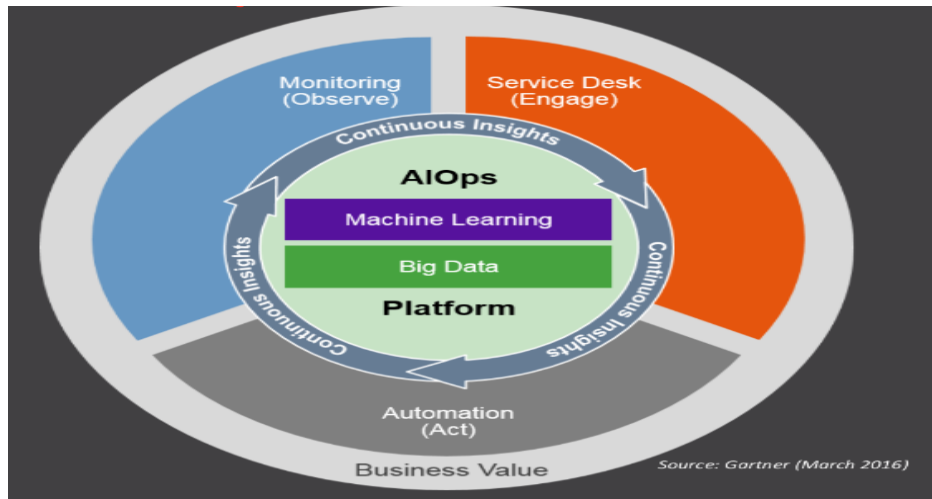 Monitoring
(Observe)
Service Desk
(Engage)
Continuous Insights
AIOps
Machine Learning
Big Data
Platform
Continuous Insights
Continuous Insights
Automation
(Act)
Business Value
Source: Gartner (March 2016)